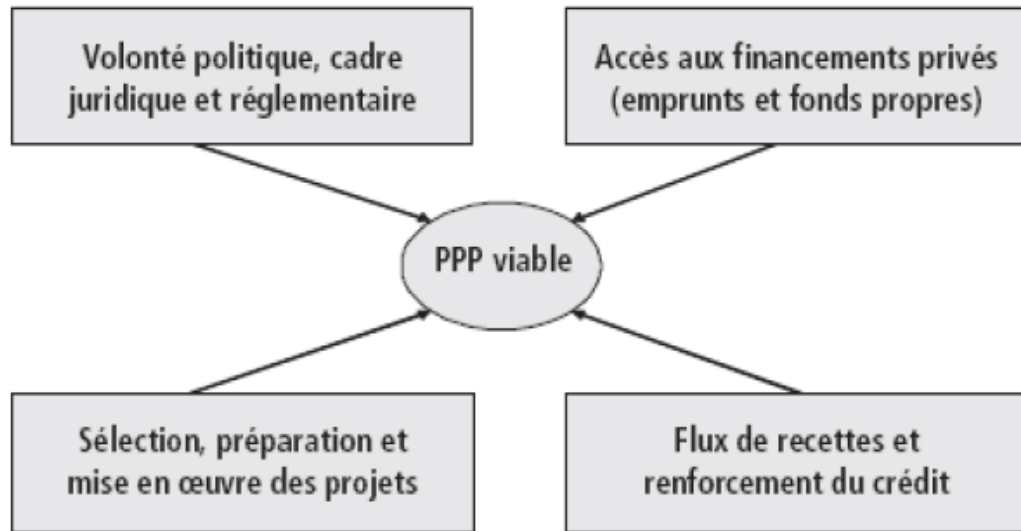 Volonté politique, cadre
juridique et réglementaire
Accès aux financements privés
(emprunts et fonds propres)
PPP viable
Sélection, préparation et
mise en œuvre des projets
Flux de recettes et
renforcement du crédit